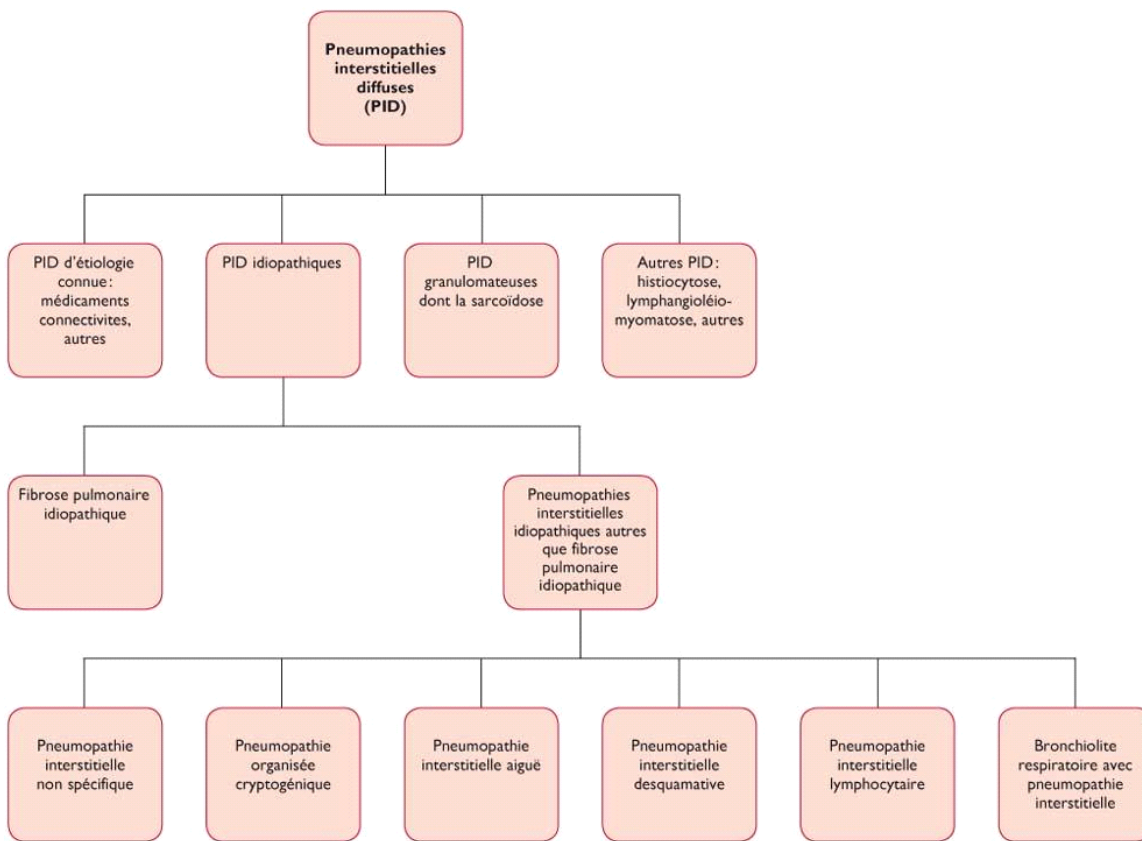 Pneumopathies
interstitielles
diffuses
(PID)
PID d'étiologie
connue :
médicaments
connectivites,
autres
PID idiopathiques
PID
granulomateuses
dont la sarcoïdose
Autres PID :
histiocytose,
lymphangioléio-
myomatose, autres
Fibrose pulmonaire
idiopathique
Pneumopathies
interstitielles
idiopathiques autres
que fibrose
pulmonaire
idiopathique
Pneumopathie
interstitielle
non spécifique
Pneumopathie
organisée
cryptogénique
Pneumopathie
interstitielle aiguë
Pneumopathie
interstitielle
desquamative
Pneumopathie
interstitielle
lymphocytaire
Bronchiolite
respiratoire avec
pneumopathie
interstitielle